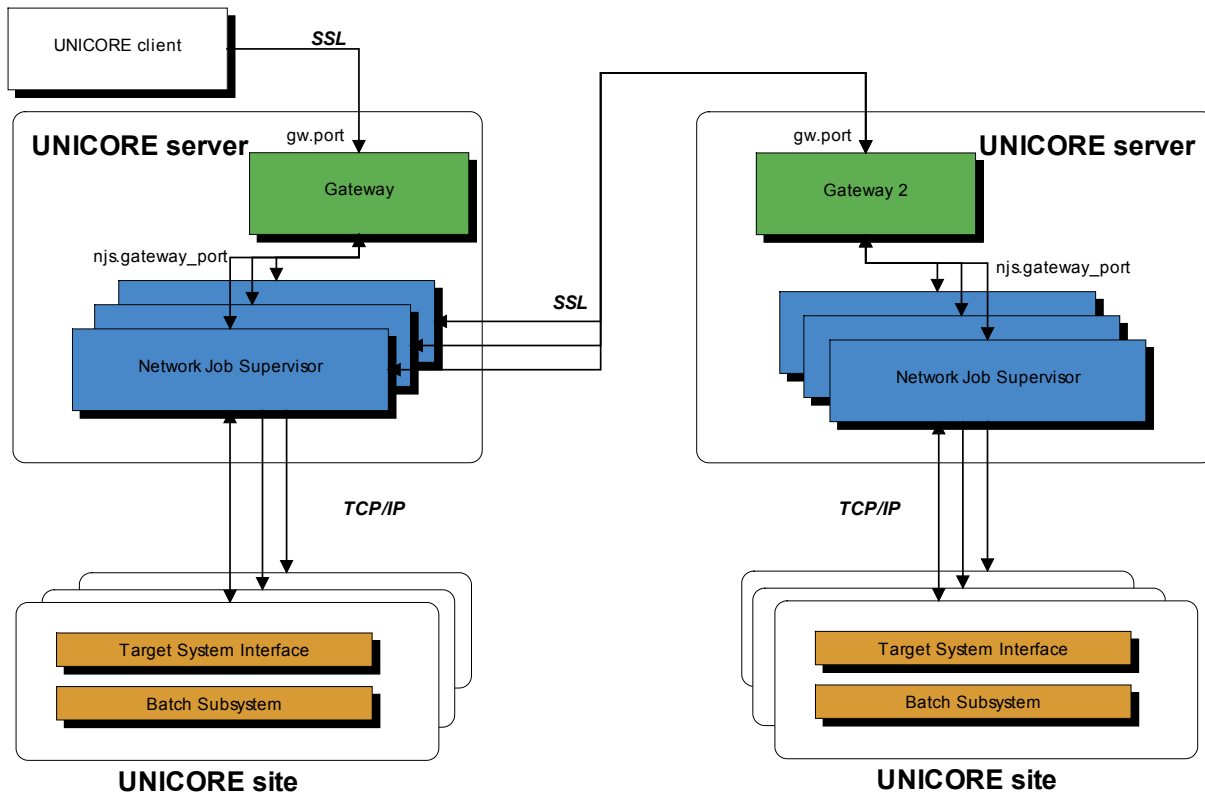 UNICORE client
SSL
gw.port
UNICORE server
Gateway
njs.gateway_port
Network Job Supervisor
SSL
TCP/IP
Target System Interface
Batch Subsystem
UNICORE site
gw.port
UNICORE server
Gateway 2
njs.gateway_port
Network Job Supervisor
TCP/IP
Target System Interface
Batch Subsystem
UNICORE site